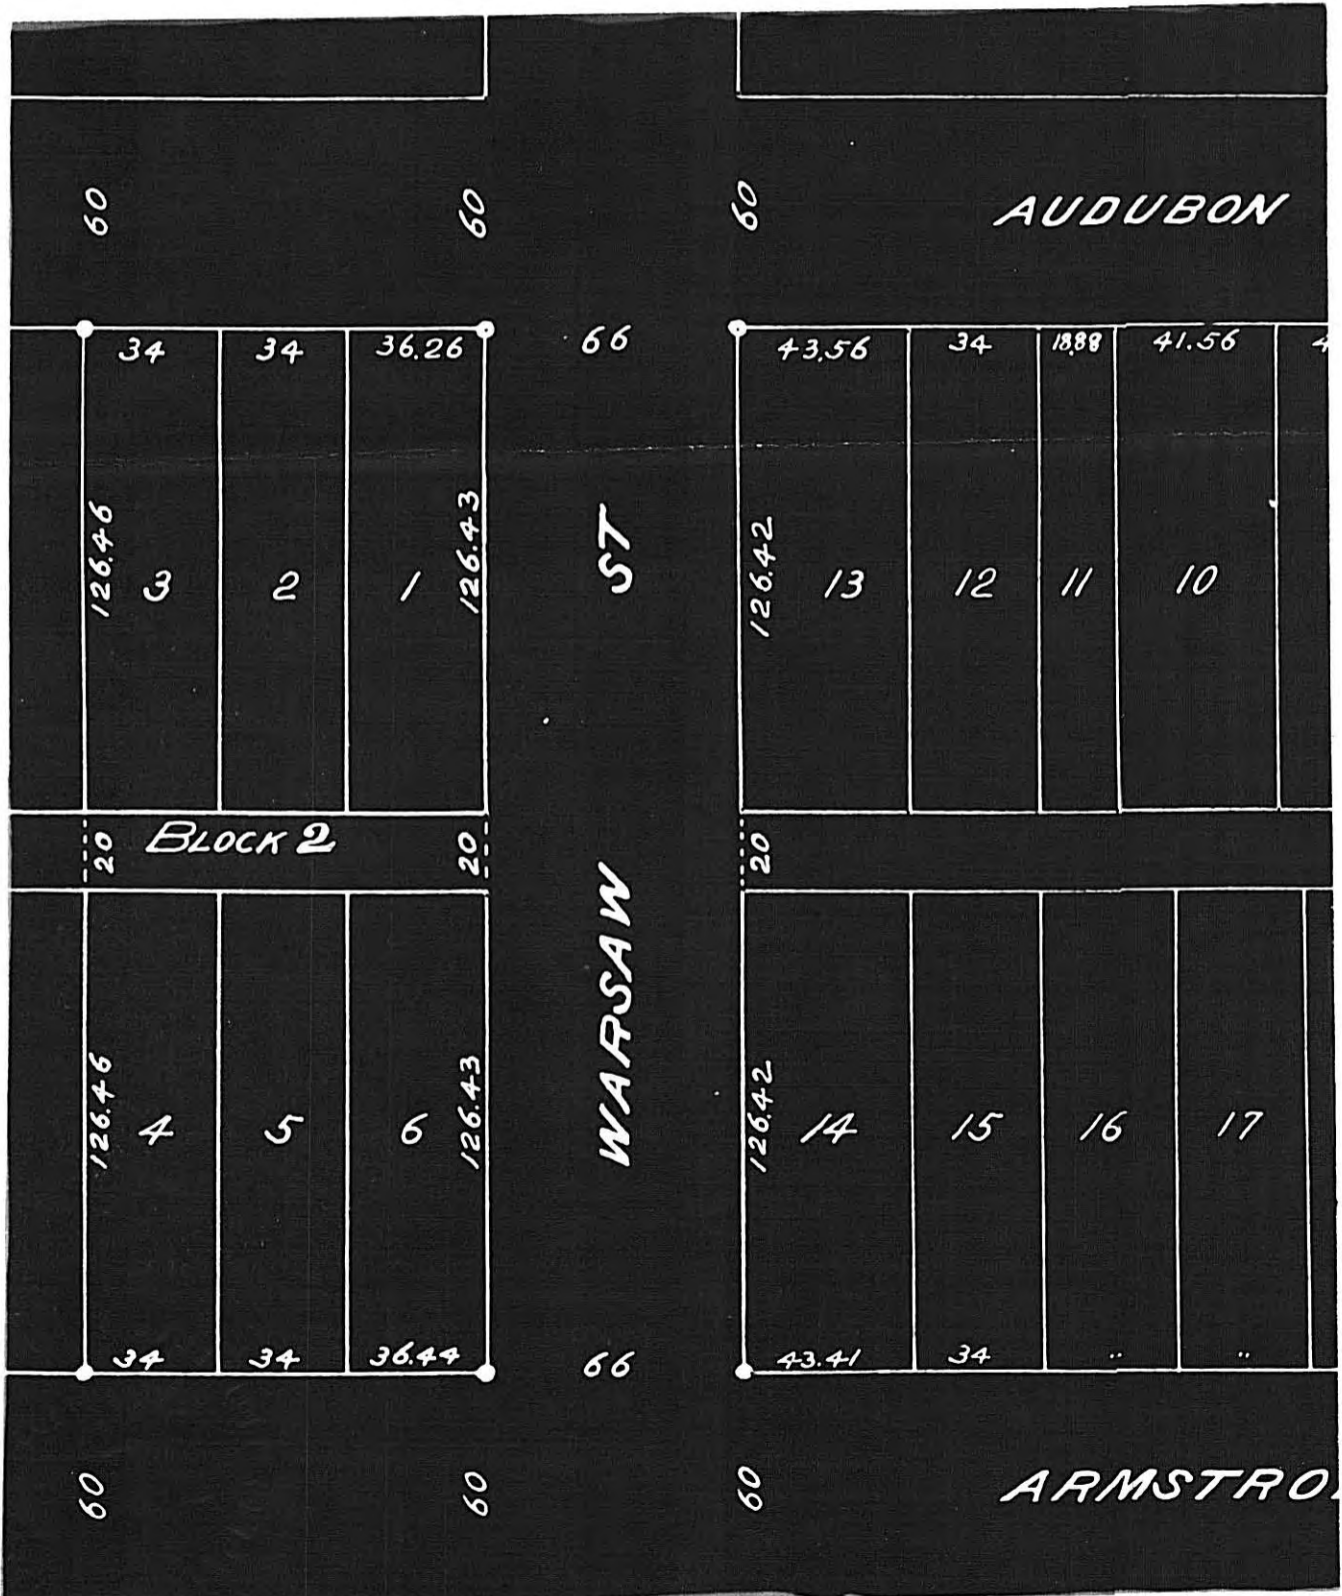 60 60 60 AUDUBON
34 34 36.26 66 43.56 34 18.88 41.56 4
126.46 3 2 1 126.43 ST 126.42 13 12 11 10
20 BLOCK 2 20 20
WARSAW
126.46 4 5 6 126.43 126.42 14 15 16 17
34 34 36.44 66 43.41 34 .. ..
60 60 60 ARMSTRO